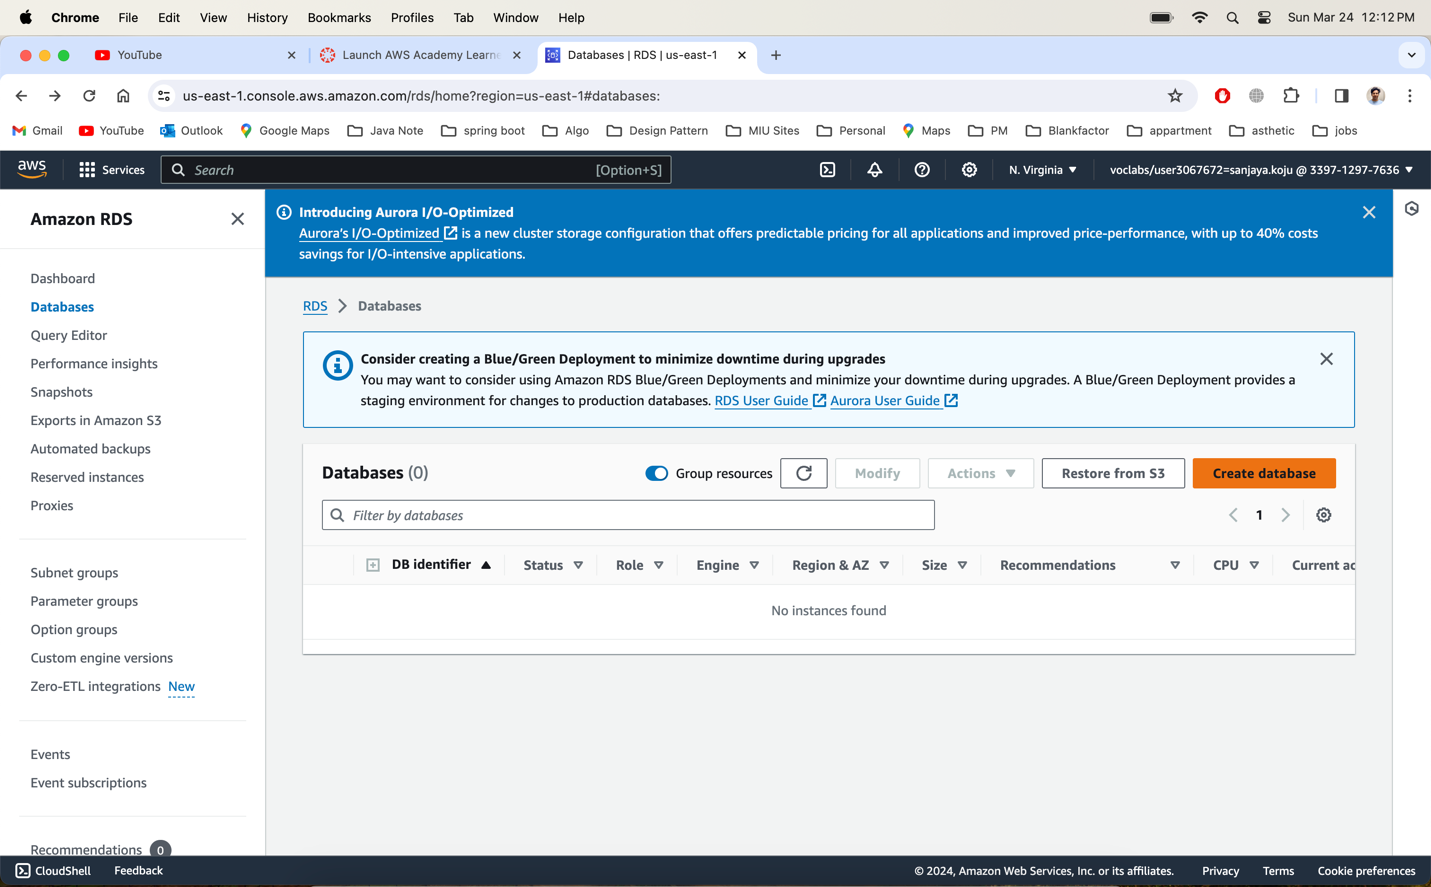 Chrome File Edit View History Bookmarks Profiles Tab Window Help Sun Mar 24 12:12 PM
YouTube Launch AWS Academy Learne Databases | RDS | us-east-1
us-east-1.console.aws.amazon.com/rds/home?region=us-east-1#databases:
Gmail YouTube Outlook Google Maps Java Note spring boot Algo Design Pattern MIU Sites Personal Maps PM Blankfactor appartment asthetic jobs
aws Services Search [Option+S] N. Virginia voclabs/user3067672=sanjaya.koju @ 3397-1297-7636
Amazon RDS
Dashboard
Databases
Query Editor
Performance insights
Snapshots
Exports in Amazon S3
Automated backups
Reserved instances
Proxies
Subnet groups
Parameter groups
Option groups
Custom engine versions
Zero-ETL integrations New
Events
Event subscriptions
Recommendations 0
Introducing Aurora I/O-Optimized
Aurora's I/O-Optimized is a new cluster storage configuration that offers predictable pricing for all applications and improved price-performance, with up to 40% costs
savings for I/O-intensive applications.
RDS Databases
Consider creating a Blue/Green Deployment to minimize downtime during upgrades
You may want to consider using Amazon RDS Blue/Green Deployments and minimize your downtime during upgrades. A Blue/Green Deployment provides a
staging environment for changes to production databases. RDS User Guide Aurora User Guide
Databases (0) Group resources Modify Actions Restore from S3 Create database
Filter by databases 1
DB identifier Status Role Engine Region & AZ Size Recommendations CPU Current ac
No instances found
CloudShell Feedback © 2024, Amazon Web Services, Inc. or its affiliates. Privacy Terms Cookie preferences